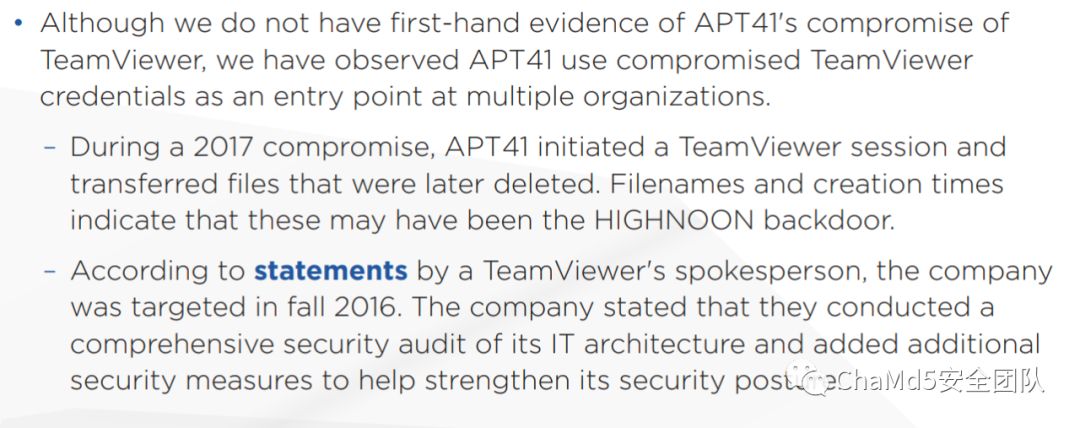 • Although we do not have first-hand evidence of APT41's compromise of
TeamViewer, we have observed APT41 use compromised TeamViewer
credentials as an entry point at multiple organizations.
– During a 2017 compromise, APT41 initiated a TeamViewer session and
transferred files that were later deleted. Filenames and creation times
indicate that these may have been the HIGHNOON backdoor.
– According to statements by a TeamViewer's spokesperson, the company
was targeted in fall 2016. The company stated that they conducted a
comprehensive security audit of its IT architecture and added additional
security measures to help strengthen its security
ChaMd5安全团队